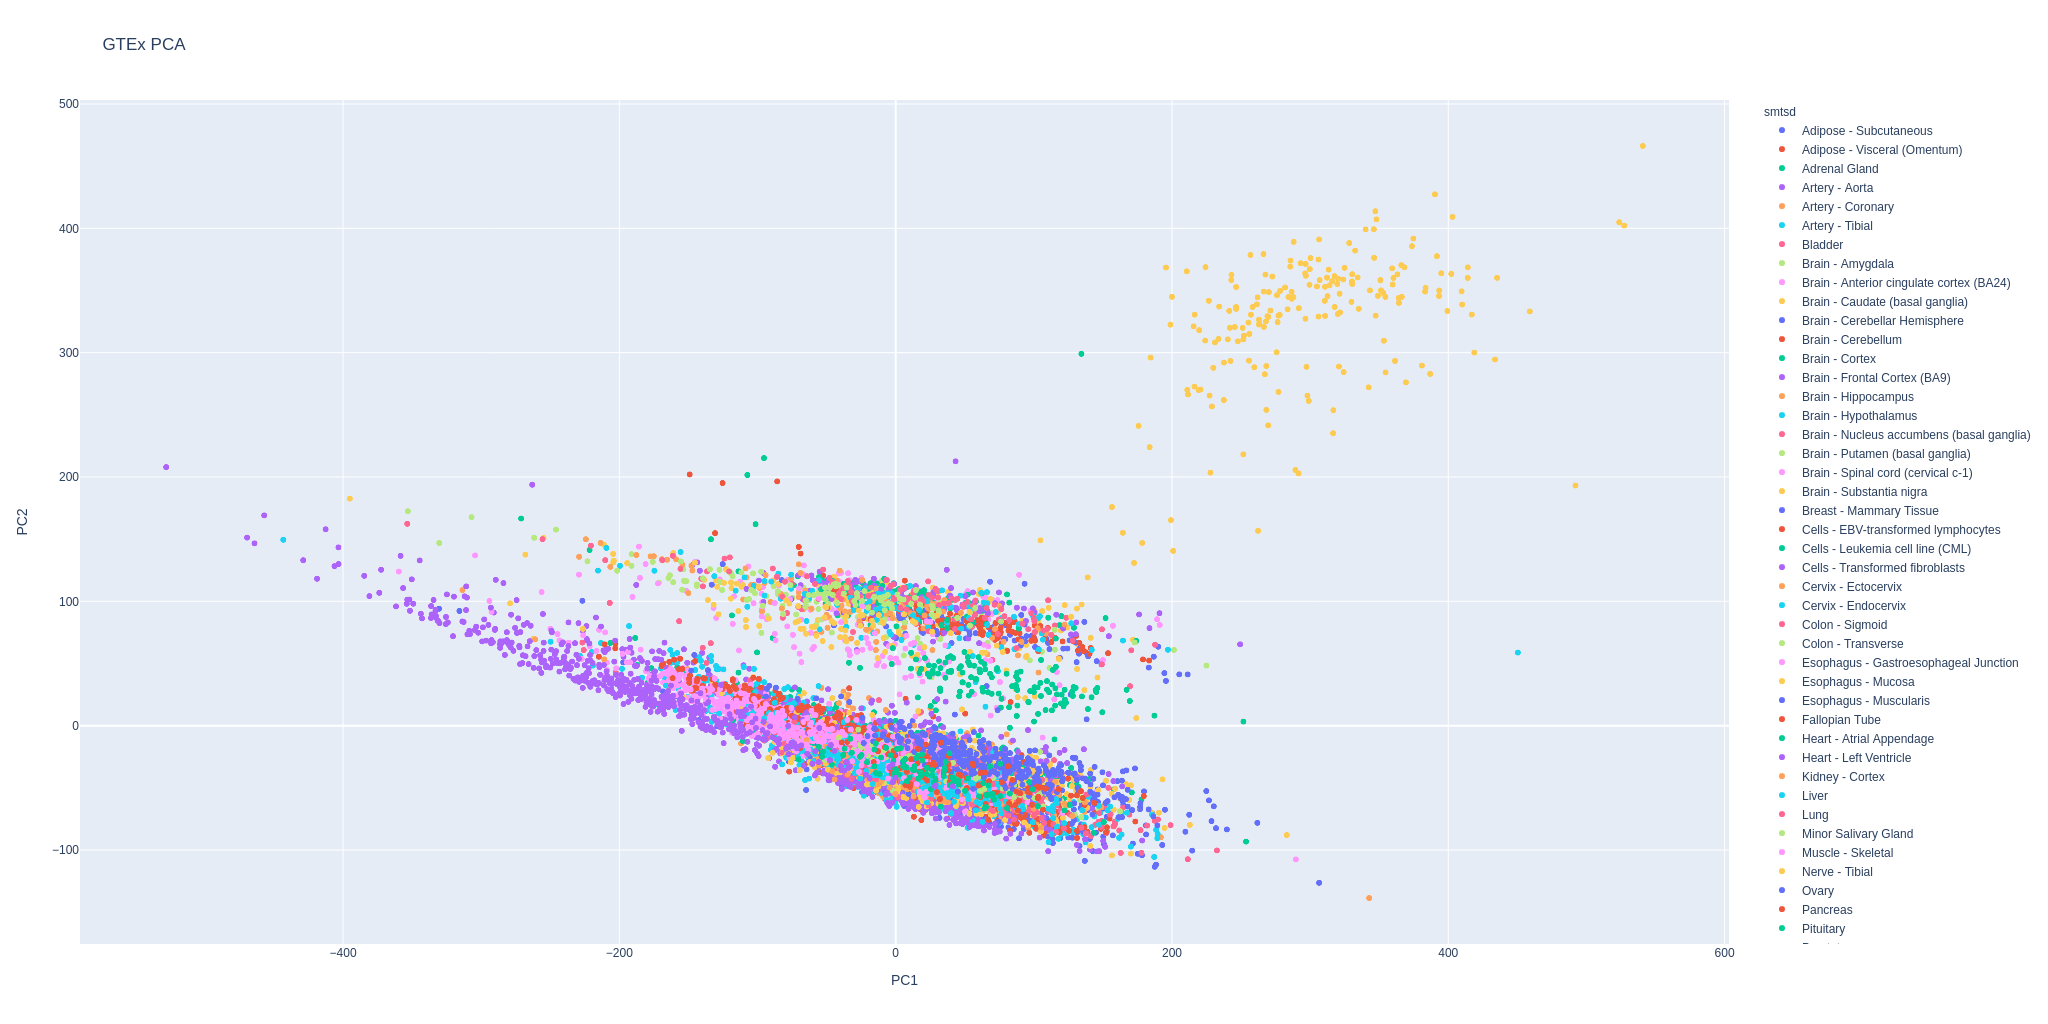 GTEx PCA
500
400
300
200
100
0
−100
PC2
−400
−200
0
200
400
600
PC1
smtsd
Adipose - Subcutaneous
Adipose - Visceral (Omentum)
Adrenal Gland
Artery - Aorta
Artery - Coronary
Artery - Tibial
Bladder
Brain - Amygdala
Brain - Anterior cingulate cortex (BA24)
Brain - Caudate (basal ganglia)
Brain - Cerebellar Hemisphere
Brain - Cerebellum
Brain - Cortex
Brain - Frontal Cortex (BA9)
Brain - Hippocampus
Brain - Hypothalamus
Brain - Nucleus accumbens (basal ganglia)
Brain - Putamen (basal ganglia)
Brain - Spinal cord (cervical c-1)
Brain - Substantia nigra
Breast - Mammary Tissue
Cells - EBV-transformed lymphocytes
Cells - Leukemia cell line (CML)
Cells - Transformed fibroblasts
Cervix - Ectocervix
Cervix - Endocervix
Colon - Sigmoid
Colon - Transverse
Esophagus - Gastroesophageal Junction
Esophagus - Mucosa
Esophagus - Muscularis
Fallopian Tube
Heart - Atrial Appendage
Heart - Left Ventricle
Kidney - Cortex
Liver
Lung
Minor Salivary Gland
Muscle - Skeletal
Nerve - Tibial
Ovary
Pancreas
Pituitary